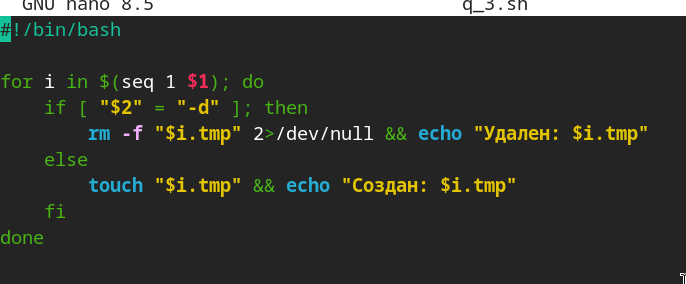 GNU nano 8.5 q_3.sh
#!/bin/bash
for i in $(seq 1 $1); do
    if [ "$2" = "-d" ]; then
        rm -f "$i.tmp" 2>/dev/null && echo "Удален: $i.tmp"
    else
        touch "$i.tmp" && echo "Создан: $i.tmp"
    fi
done